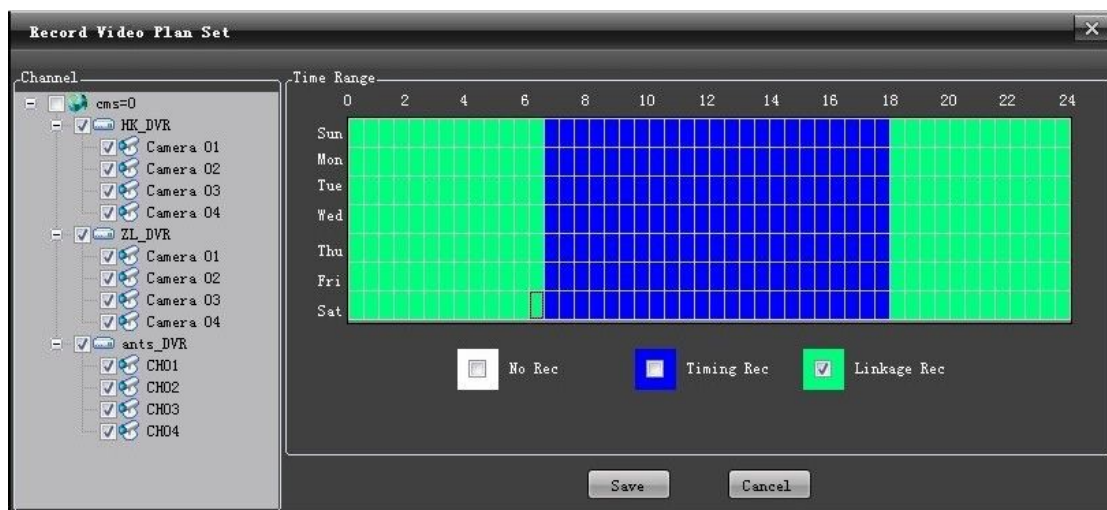 Record Video Plan Set
Channel
cms=0
HK_DVR
Camera 01
Camera 02
Camera 03
Camera 04
ZL_DVR
Camera 01
Camera 02
Camera 03
Camera 04
ants_DVR
CH01
CH02
CH03
CH04
Time Range
0 2 4 6 8 10 12 14 16 18 20 22 24
Sun
Mon
Tue
Wed
Thu
Fri
Sat
No Rec Timing Rec Linkage Rec
Save Cancel